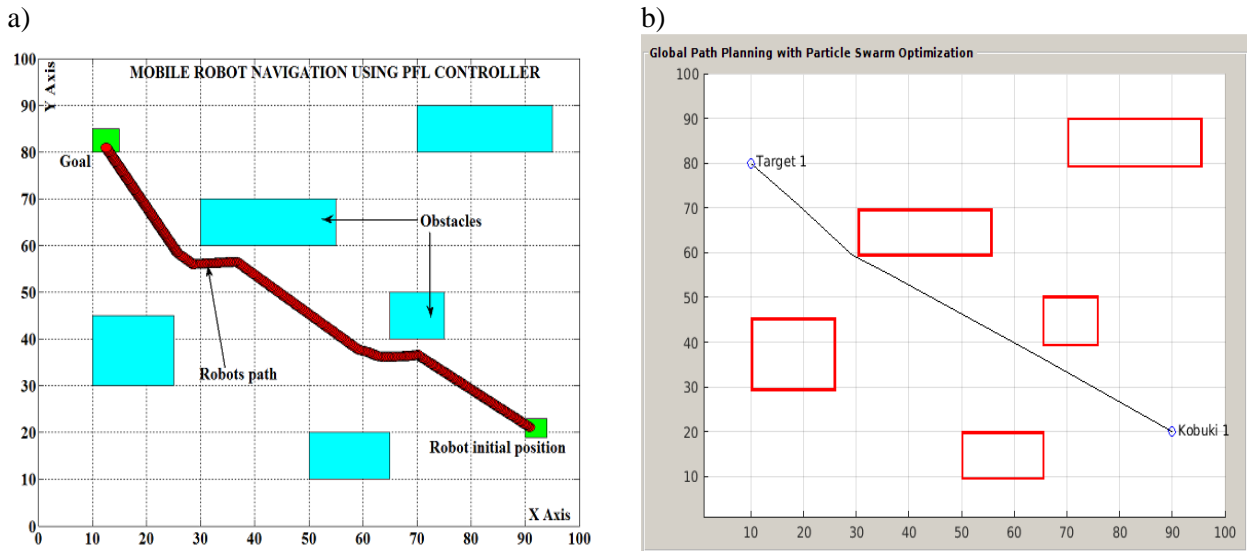 a)
MOBILE ROBOT NAVIGATION USING PFL CONTROLLER
Y Axis
100
90
80
70
60
50
40
30
20
10
0
Goal
Obstacles
Robots path
Robot initial position
X Axis
0 10 20 30 40 50 60 70 80 90 100
b)
Global Path Planning with Particle Swarm Optimization
100
90
80
70
60
50
40
30
20
10
Target 1
Kobuki 1
10 20 30 40 50 60 70 80 90 100